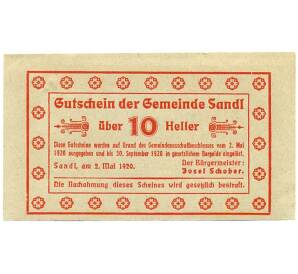 Gutschein der Gemeinde Sandl
über 10 Heller
Diese Gutscheine werden auf Grund des Gemeindeausschußbeschlusses vom 2. Mai
1920 ausgegeben und bis 30. September 1920 in gesetzlichem Bargelde eingelöst.
Sandl, am 2. Mai 1920.
Der Bürgermeister:
Josef Schober.
Die Nachahmung dieses Scheines wird gesetzlich bestraft.